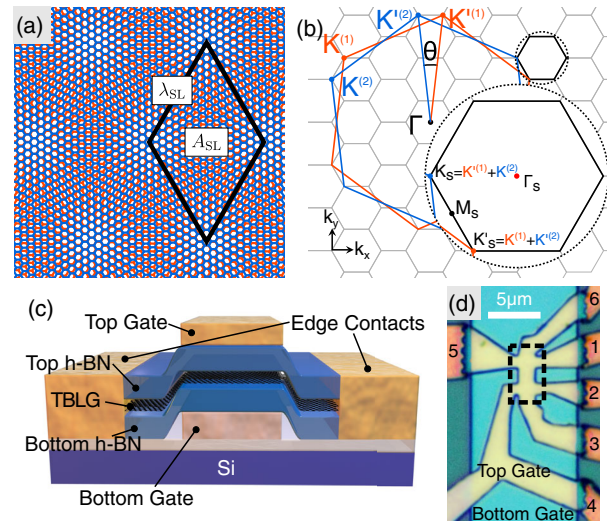 (a)
λSL
ASL
(b)
K'(2) K'(1)
K(1)
K(2)
θ
Γ
Ks=K'(1)+K(2)
Γs
Ms
K's=K(1)+K'(2)
ky
kx
(c)
Top Gate
Edge Contacts
Top h-BN
TBLG
Bottom h-BN
Si
Bottom Gate
(d)
5μm
6
5
1
2
3
Top Gate
4
Bottom Gate